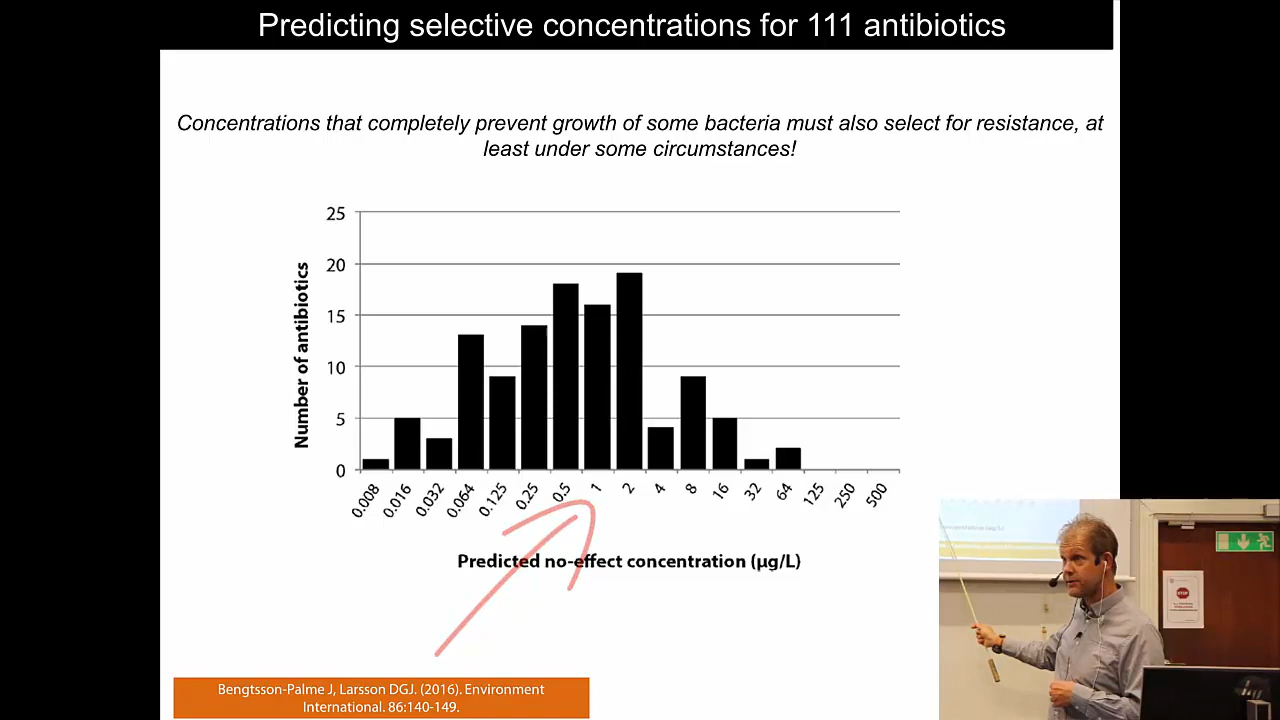 Predicting selective concentrations for 111 antibiotics
Concentrations that completely prevent growth of some bacteria must also select for resistance, at
least under some circumstances!
Number of antibiotics
25
20
15
10
5
0
0.008 0.016 0.032 0.064 0.125 0.25 0.5 1 2 4 8 16 32 64 125 250 500
Predicted no-effect concentration (µg/L)
Bengtsson-Palme J, Larsson DGJ. (2016). Environment
International. 86:140-149.
STOP